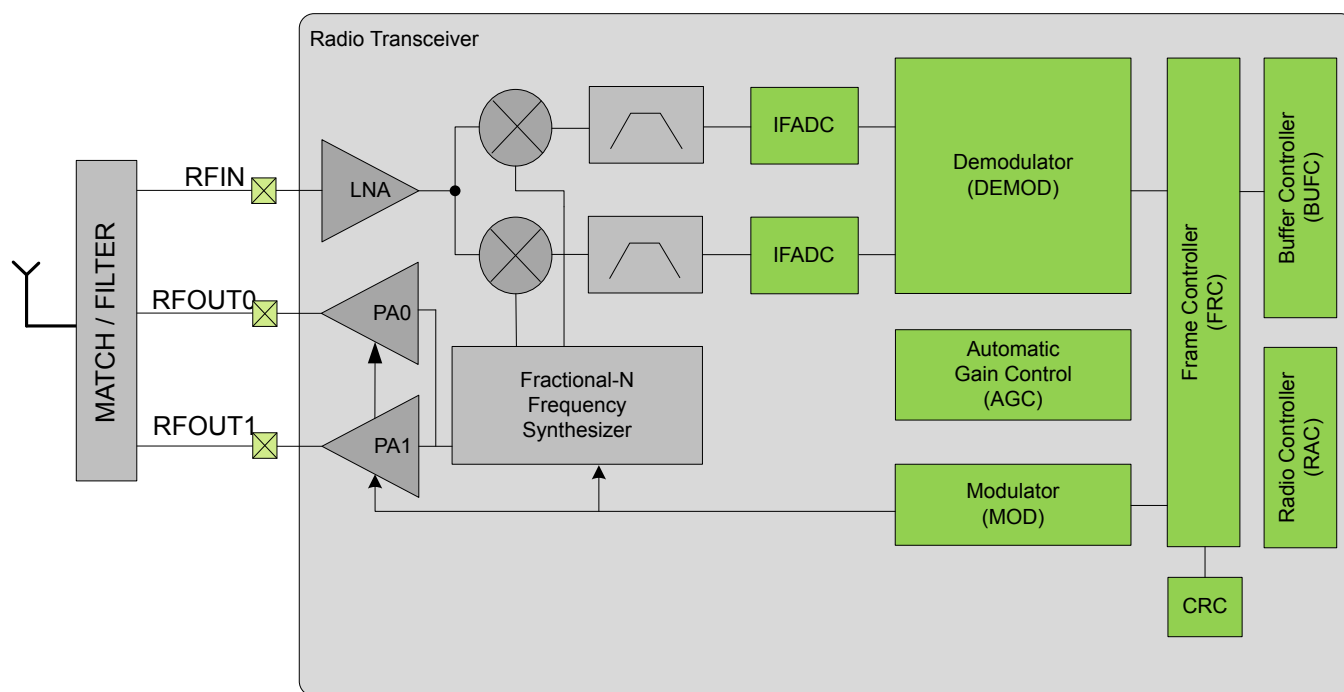 Radio Transceiver
RFIN
LNA
IFADC
Demodulator
(DEMOD)
Frame Controller
(FRC)
Buffer Controller
(BUFC)
MATCH / FILTER
IFADC
RFOUT0
PA0
Fractional-N
Frequency
Synthesizer
Automatic
Gain Control
(AGC)
Radio Controller
(RAC)
RFOUT1
PA1
Modulator
(MOD)
CRC